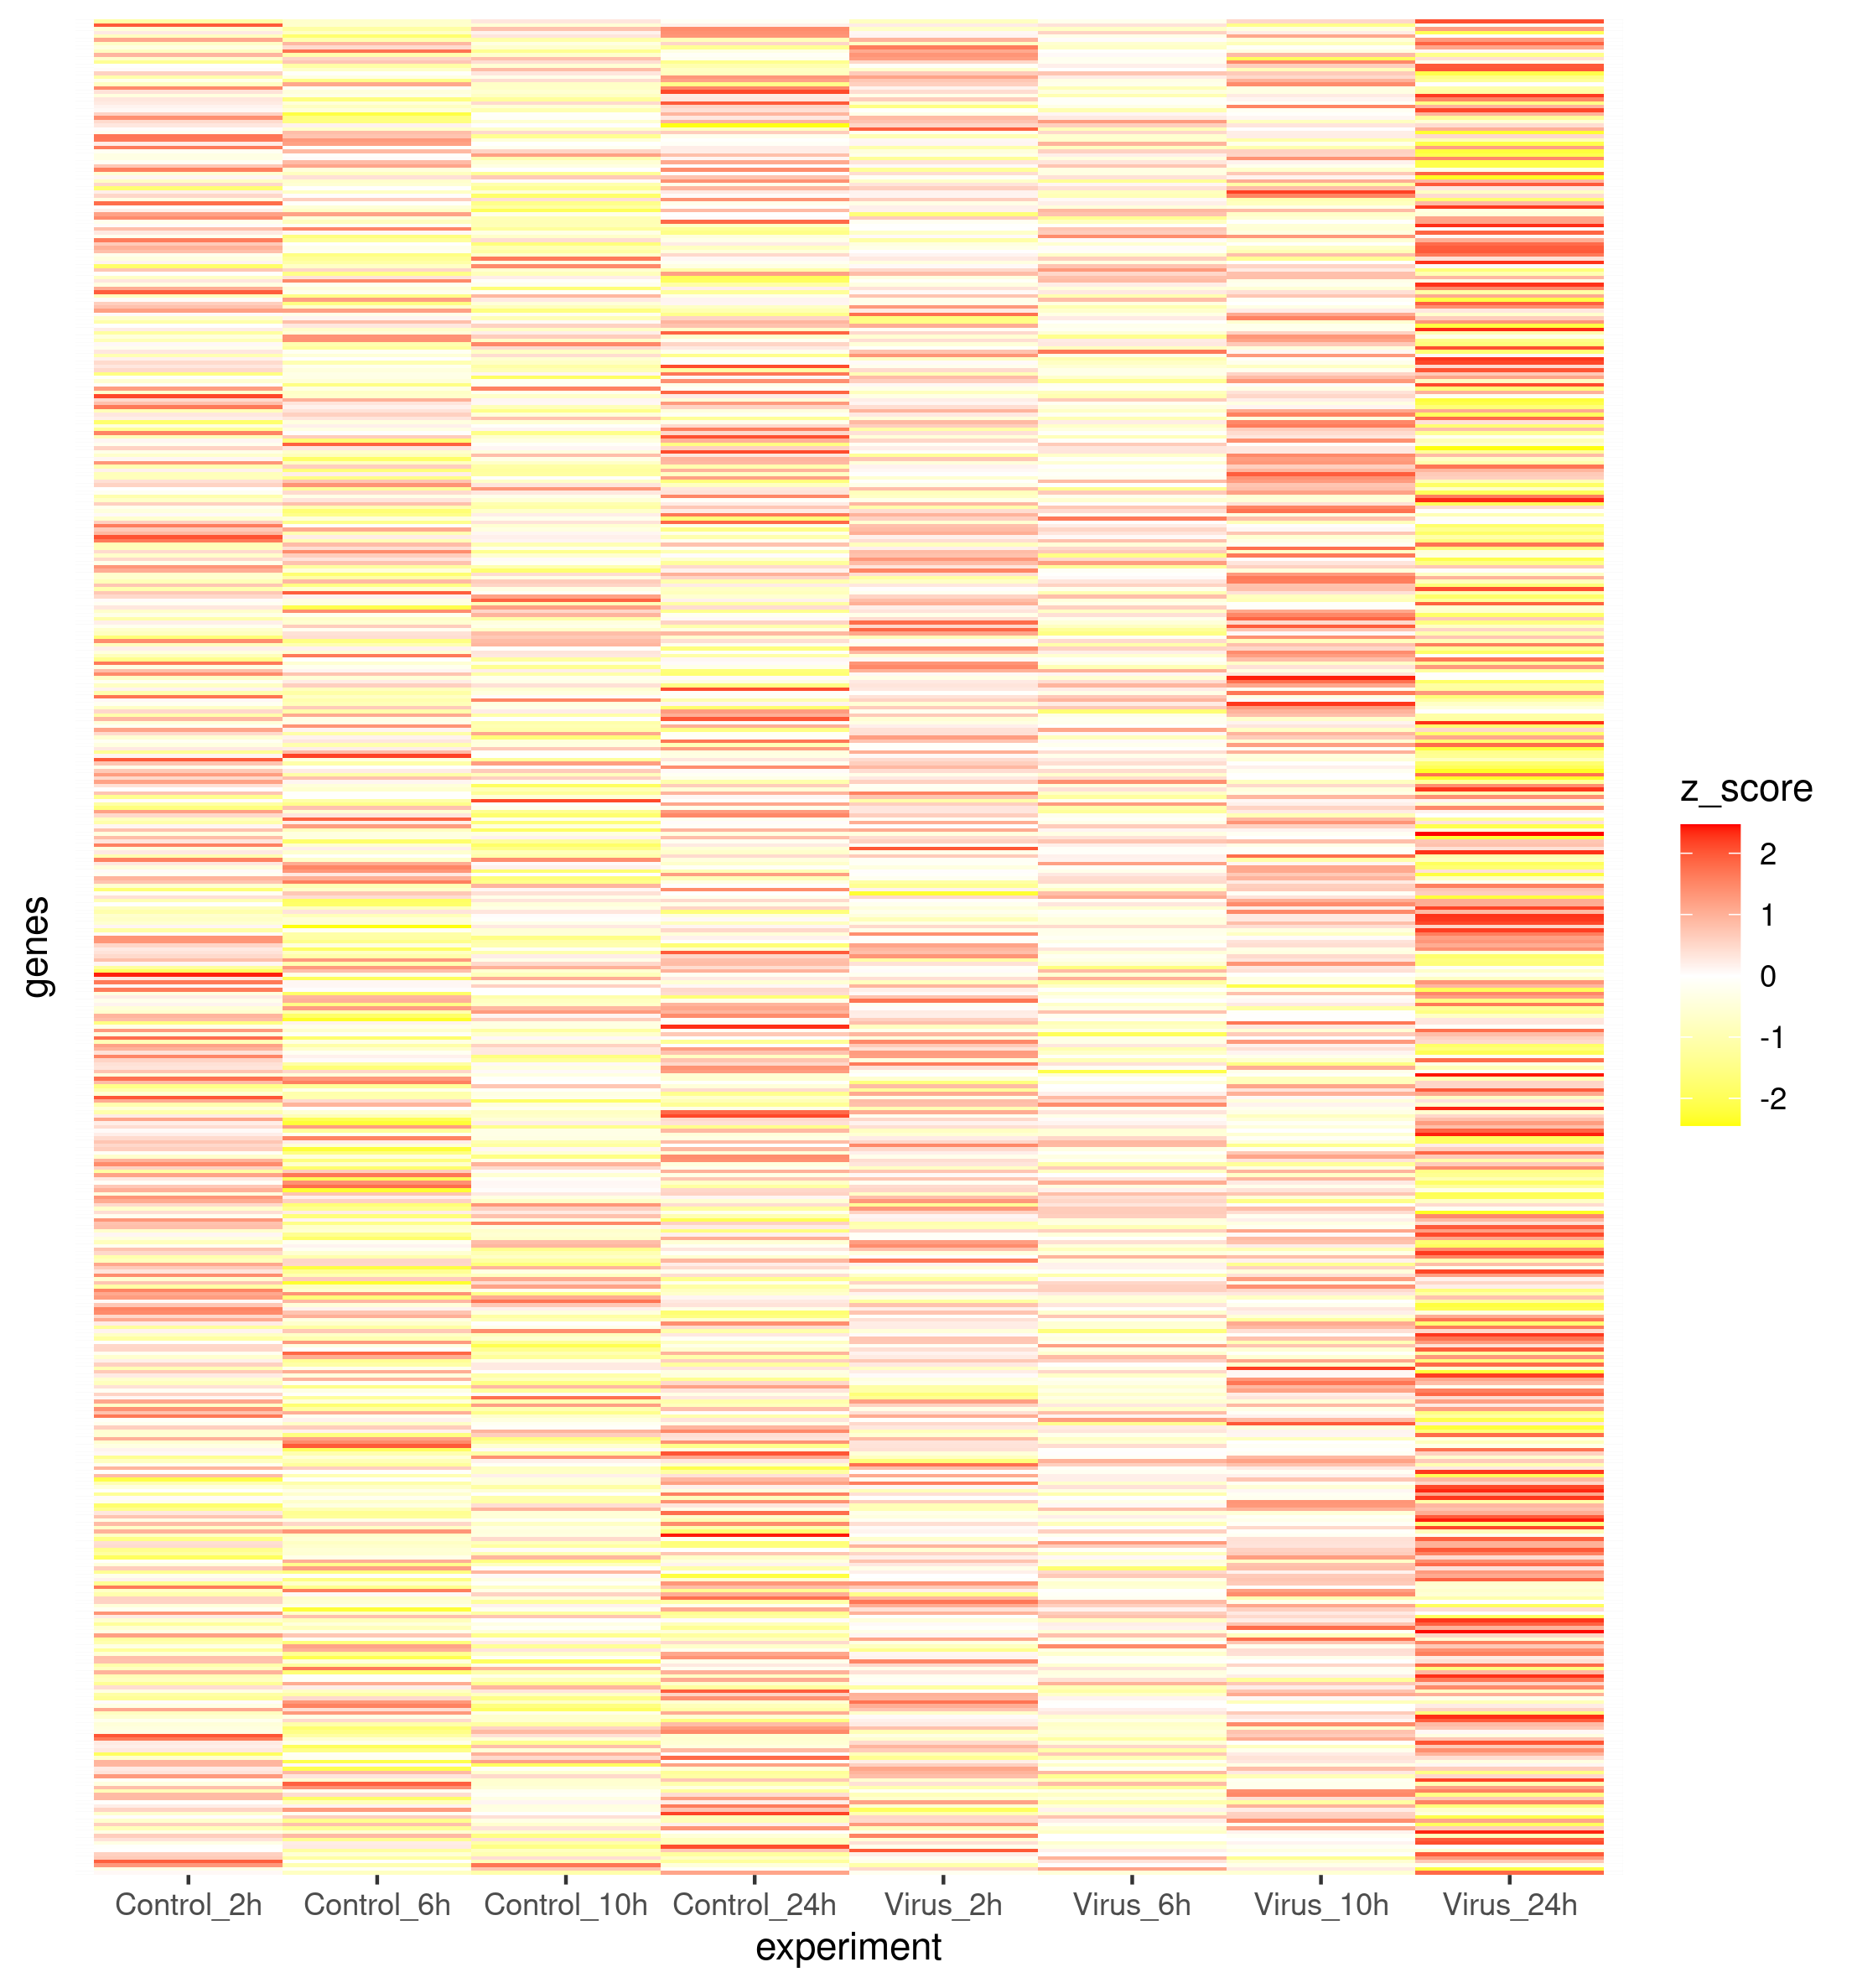 genes
z_score
2
1
0
-1
-2
Control_2h Control_6h Control_10h Control_24h Virus_2h Virus_6h Virus_10h Virus_24h
experiment